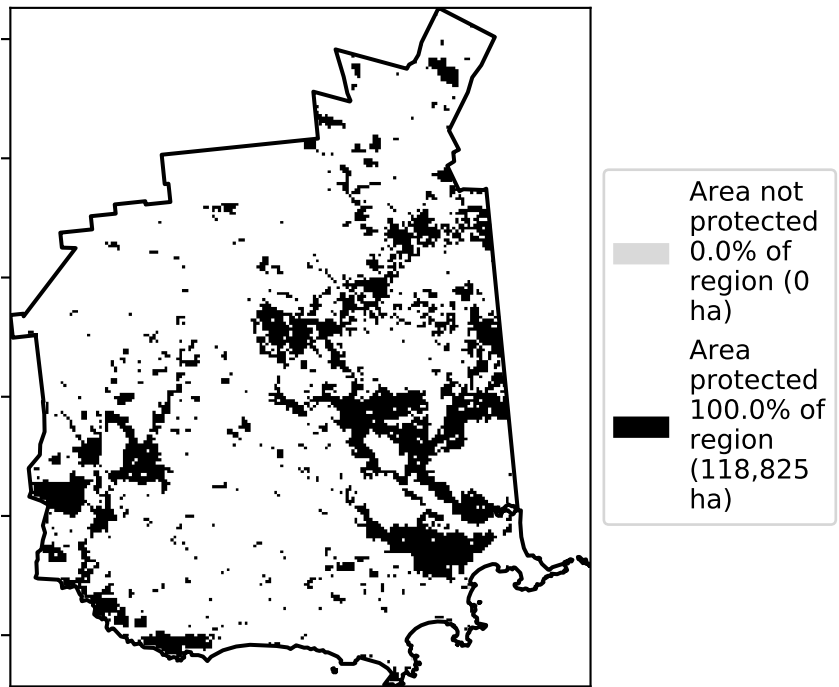 Area not
protected
0.0% of
region (0
ha)
Area
protected
100.0% of
region
(118,825
ha)